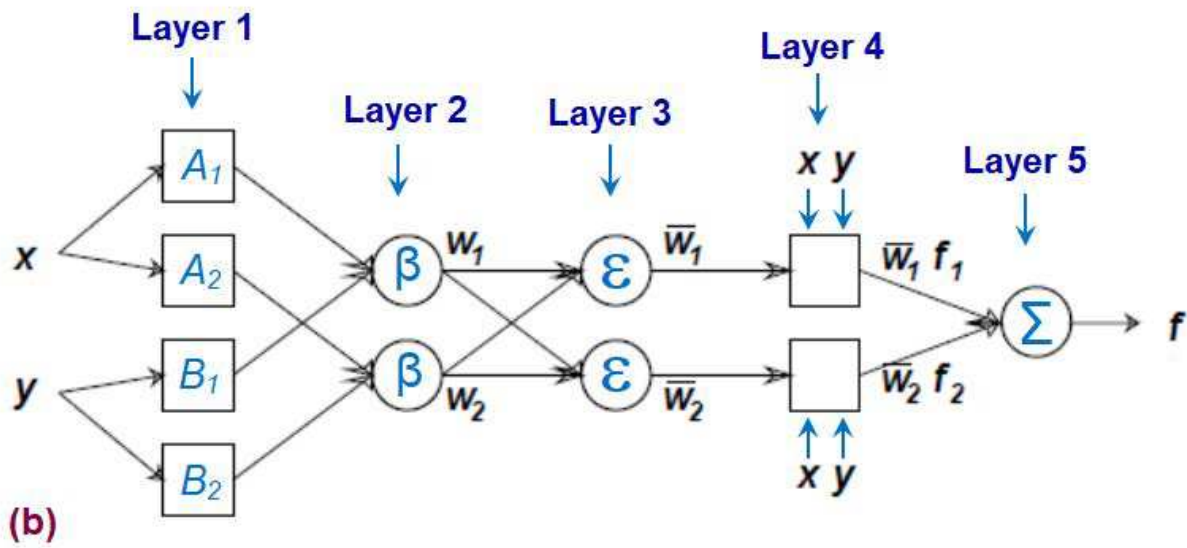 Layer 1
Layer 4
Layer 2
Layer 3
x y
Layer 5
A₁
x
A₂
β
w₁
ε
w̅₁
w̅₁ f₁
Σ
f
y
B₁
β
w₂
ε
w̅₂
w̅₂ f₂
B₂
x y
(b)